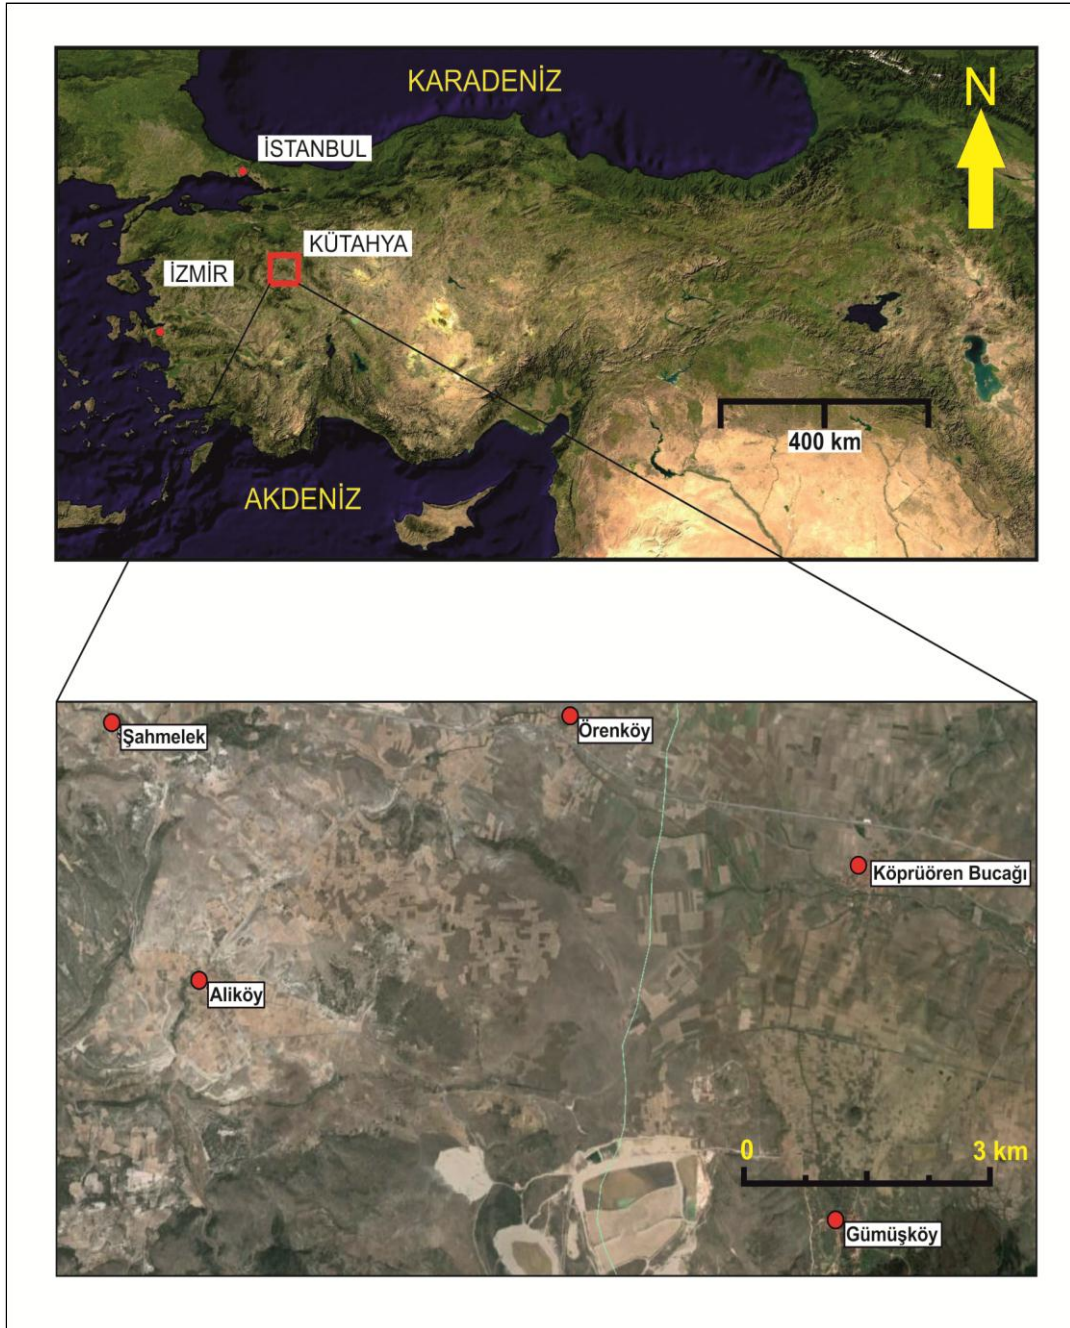 KARADENİZ
N
İSTANBUL
KÜTAHYA
İZMİR
400 km
AKDENİZ
Şahmelek
Örenköy
Köprüören Bucağı
Aliköy
0
3 km
Gümüşköy